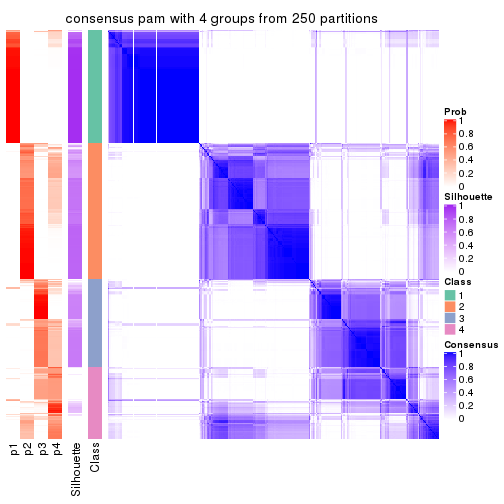 consensus pam with 4 groups from 250 partitions
Prob
1
0.8
0.6
0.4
0.2
0
Silhouette
1
0.8
0.6
0.4
0.2
0
Class
1
2
3
4
Consensus
1
0.8
0.6
0.4
0.2
0
p1
p2
p3
p4
Silhouette
Class